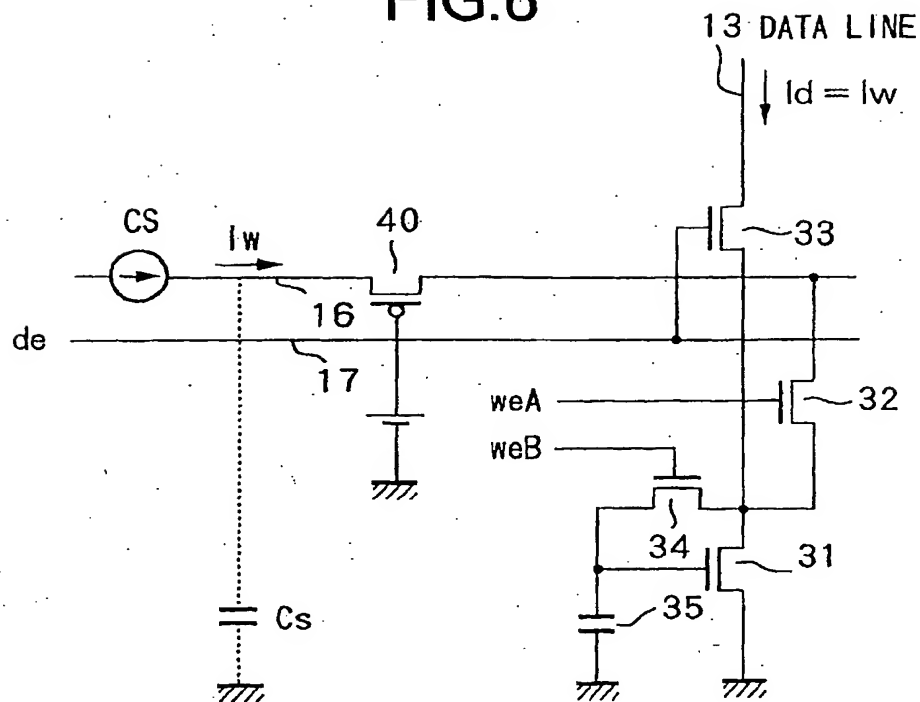 FIG.6
13 DATA LINE
Id = Iw
CS
Iw
40
33
16
de
17
weA
32
weB
34
31
35
Cs